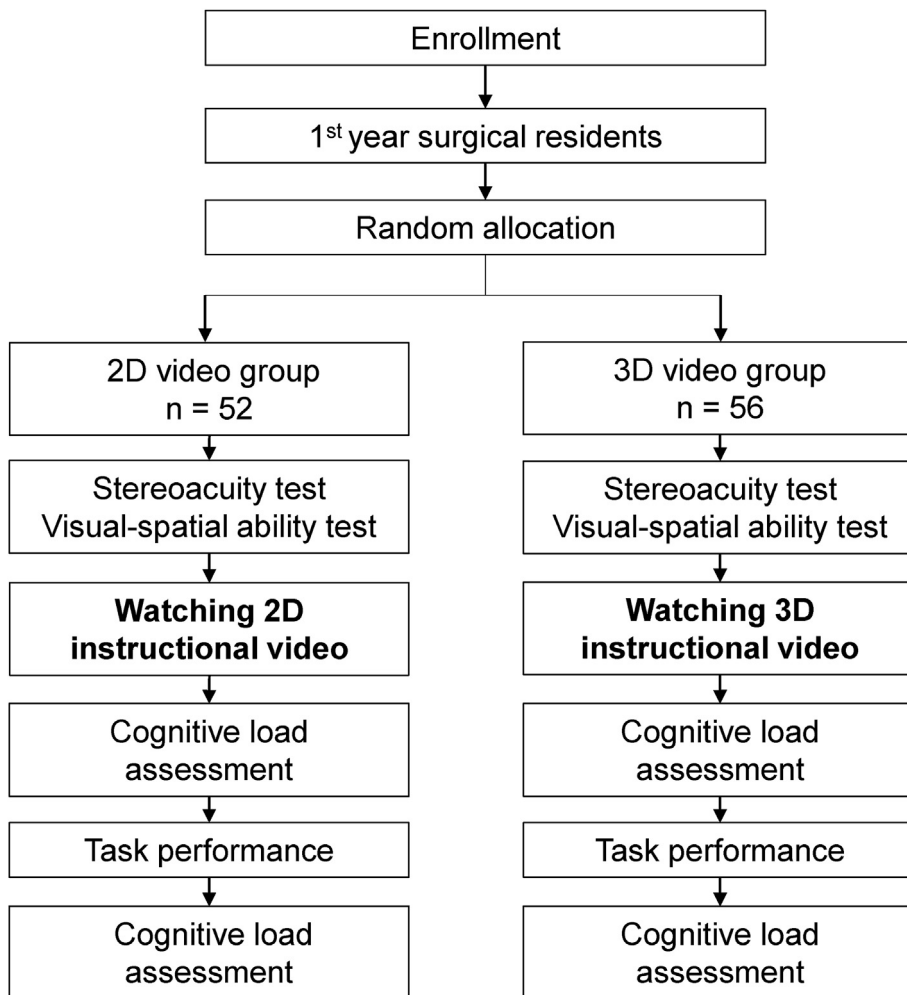 Enrollment
1st year surgical residents
Random allocation
2D video group
n = 52
Stereoacuity test
Visual-spatial ability test
Watching 2D
instructional video
Cognitive load
assessment
Task performance
Cognitive load
assessment
3D video group
n = 56
Stereoacuity test
Visual-spatial ability test
Watching 3D
instructional video
Cognitive load
assessment
Task performance
Cognitive load
assessment